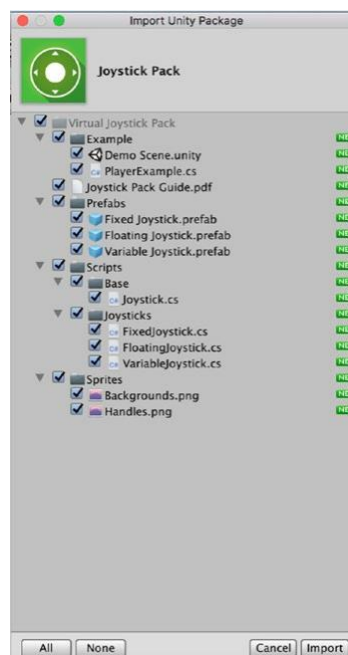 Import Unity Package
Joystick Pack
Virtual Joystick Pack
Example
Demo Scene.unity
PlayerExample.cs
Joystick Pack Guide.pdf
Prefabs
Fixed Joystick.prefab
Floating Joystick.prefab
Variable Joystick.prefab
Scripts
Base
Joystick.cs
Joysticks
FixedJoystick.cs
FloatingJoystick.cs
VariableJoystick.cs
Sprites
Backgrounds.png
Handles.png
All None Cancel Import